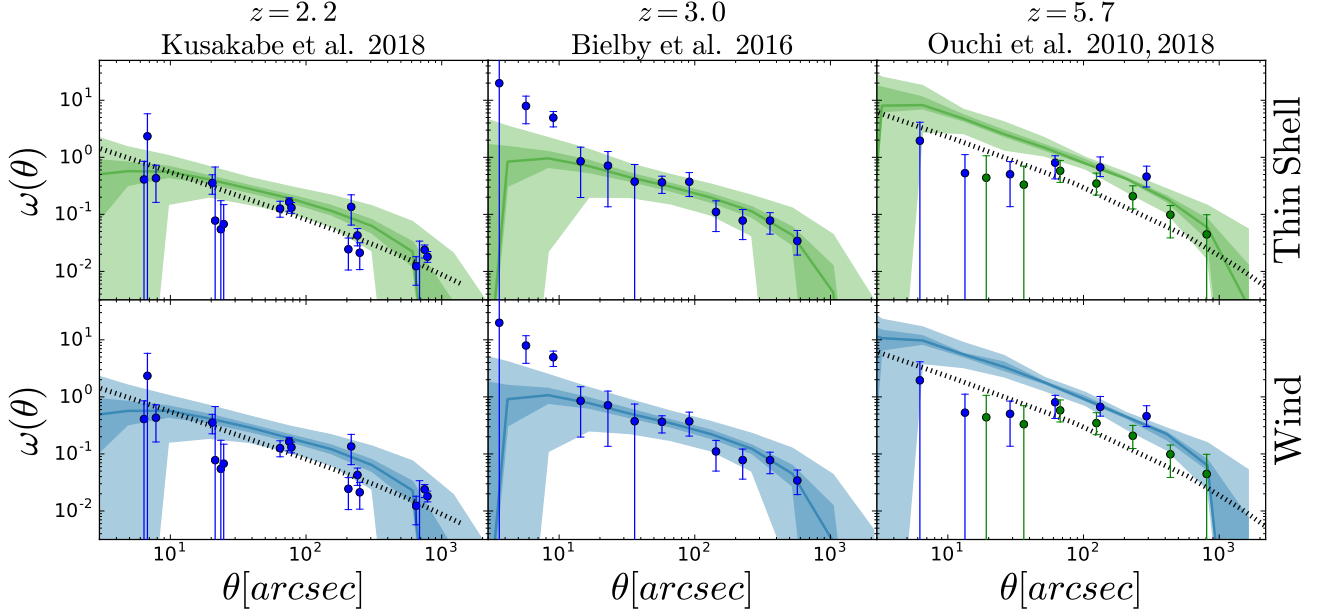 z = 2.2
Kusakabe et al. 2018
z = 3.0
Bielby et al. 2016
z = 5.7
Ouchi et al. 2010, 2018
ω(θ)
10¹
10⁰
10⁻¹
10⁻²
Thin Shell
ω(θ)
10¹
10⁰
10⁻¹
10⁻²
Wind
10¹ 10² 10³
10¹ 10² 10³
10¹ 10² 10³
θ[arcsec]
θ[arcsec]
θ[arcsec]